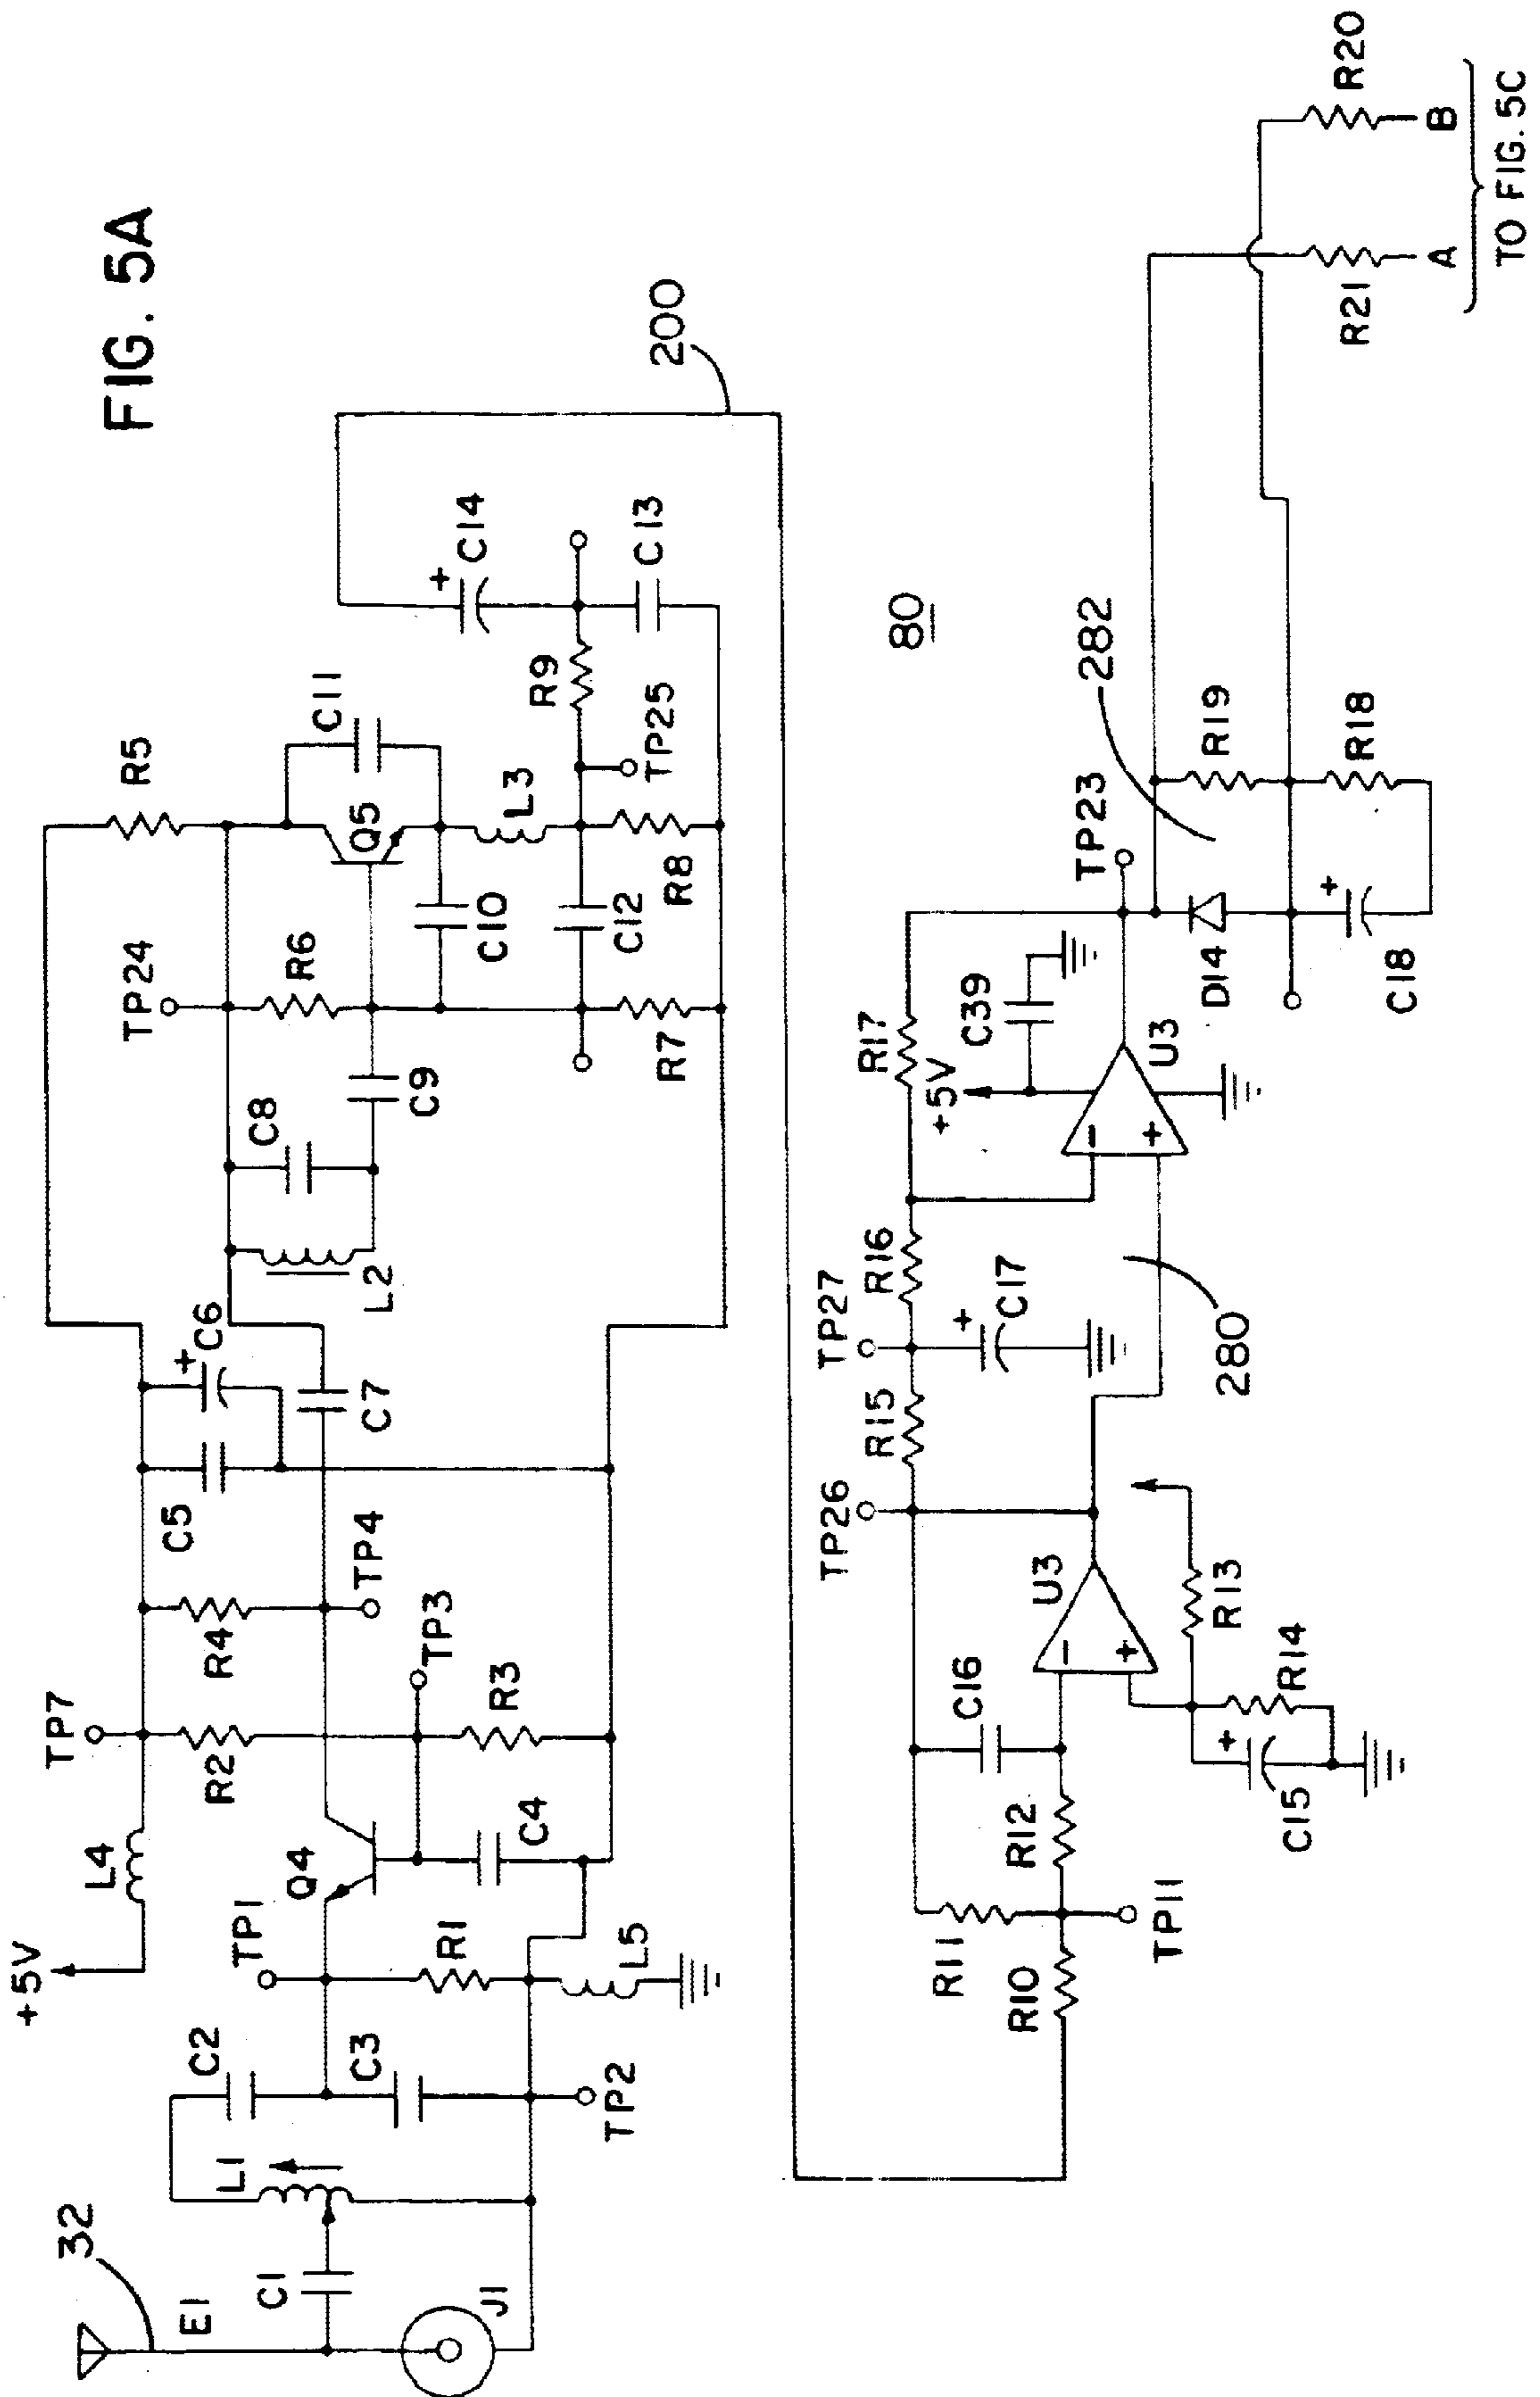 FIG. 5A
32
E1
C1
J1
L1
C2
C3
TP2
+5V
L4
TP1
R1
L5
Q4
C4
TP7
R2
R3
TP3
R4
TP4
C5
+
C6
C7
L2
C8
C9
TP24
R6
R7
C10
C12
R5
Q5
C11
L3
R8
TP25
R9
+
C14
C13
200
80
R10
R11
TP11
R12
C16
C15
+
R14
R13
U3
-
+
TP26
R15
TP27
R16
+
C17
280
R17
+5V
C39
U3
-
+
TP23
D14
+
C18
282
R19
R18
R21
R20
A
B
TO FIG. 5C